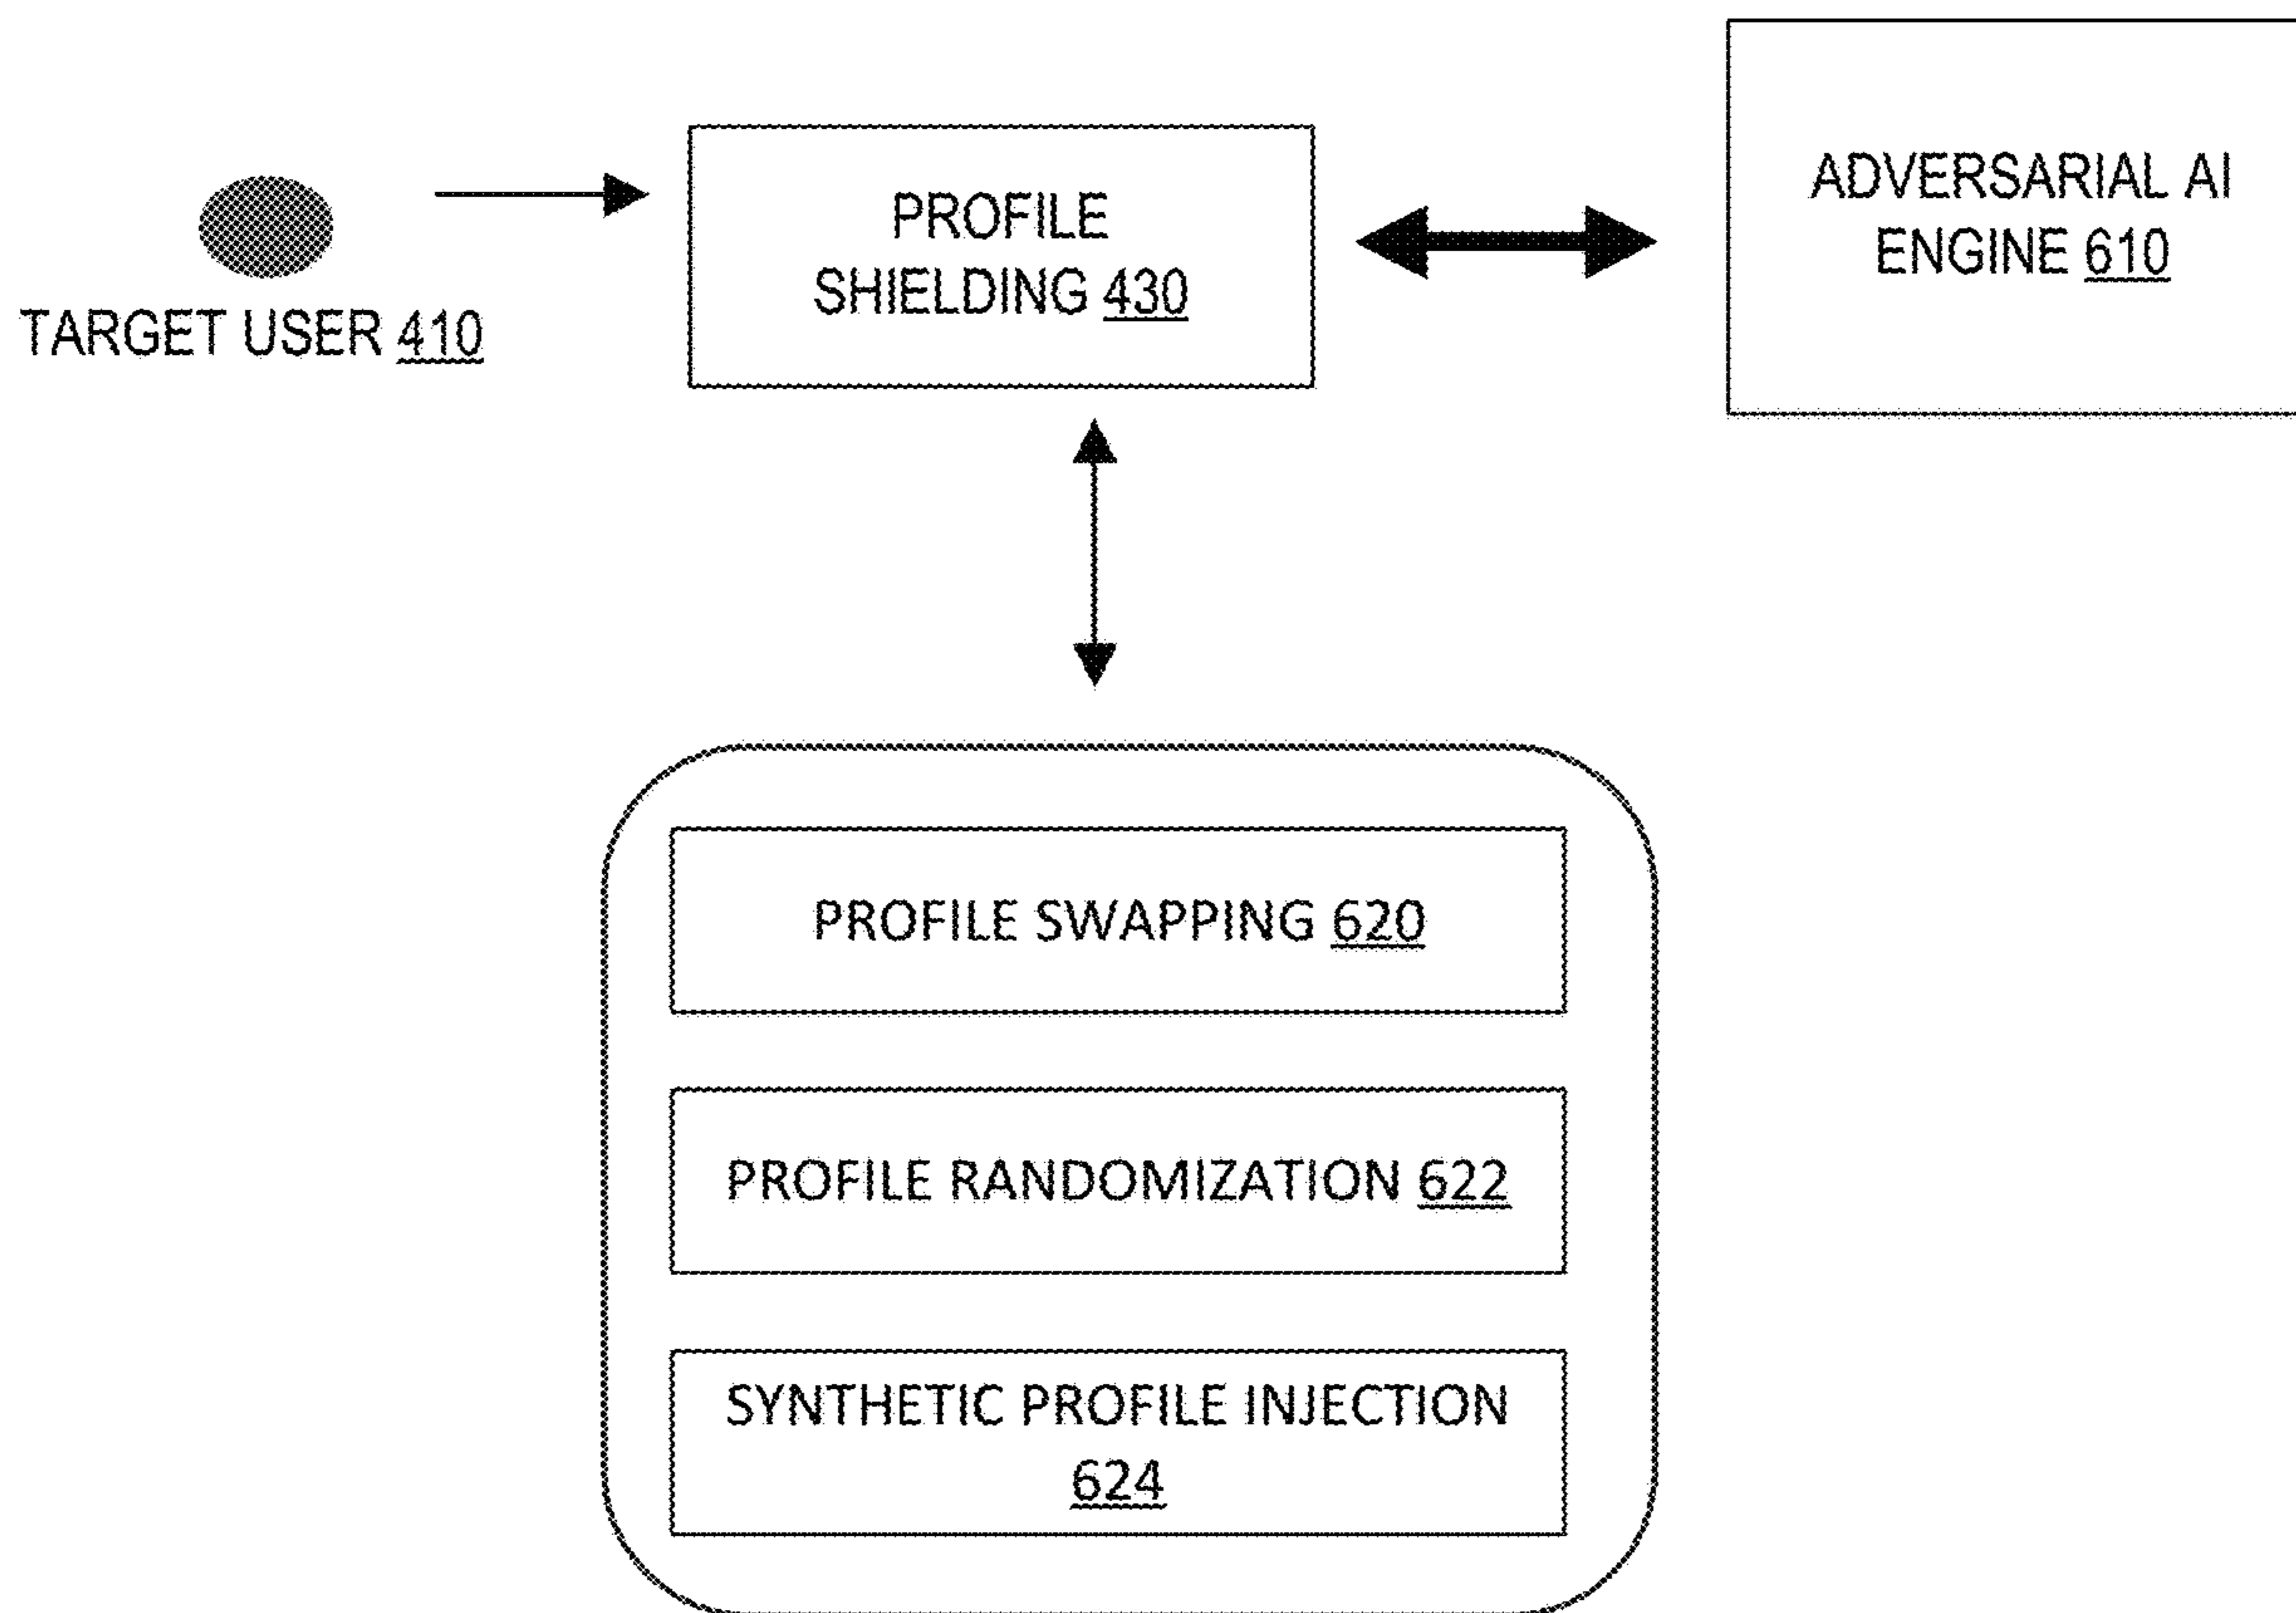 TARGET USER 410
PROFILE
SHIELDING 430
ADVERSARIAL AI
ENGINE 610
PROFILE SWAPPING 620
PROFILE RANDOMIZATION 622
SYNTHETIC PROFILE INJECTION
624